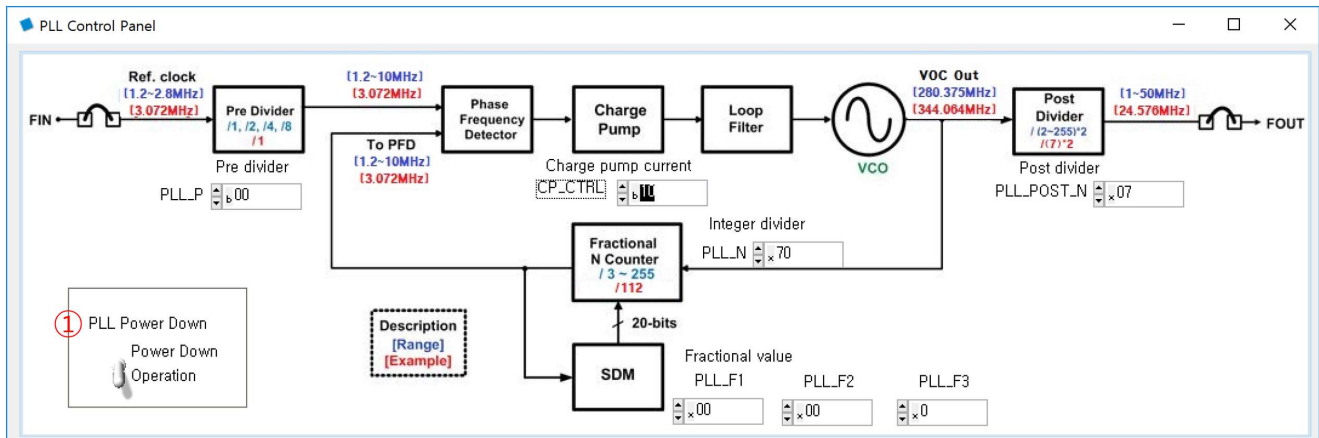 PLL Control Panel
Ref. clock
[1.2~2.8MHz]
[3.072MHz]
FIN
Pre Divider
/1, /2, /4, /8
/1
Pre divider
PLL_P
b 00
[1.2~10MHz]
[3.072MHz]
To PFD
[1.2~10MHz]
[3.072MHz]
Phase
Frequency
Detector
Charge
Pump
Charge pump current
CP_CTRL
b 10
Loop
Filter
VCO
VOC Out
[280.375MHz]
[344.064MHz]
Post
Divider
/ (2~255)*2
/(7)*2
Post divider
PLL_POST_N
x 07
[1~50MHz]
[24.576MHz]
FOUT
Integer divider
PLL_N
x 70
Fractional
N Counter
/ 3 ~ 255
/112
20-bits
SDM
Fractional value
PLL_F1
PLL_F2
PLL_F3
x 00
x 00
x 0
Description
[Range]
[Example]
① PLL Power Down
Power Down
Operation